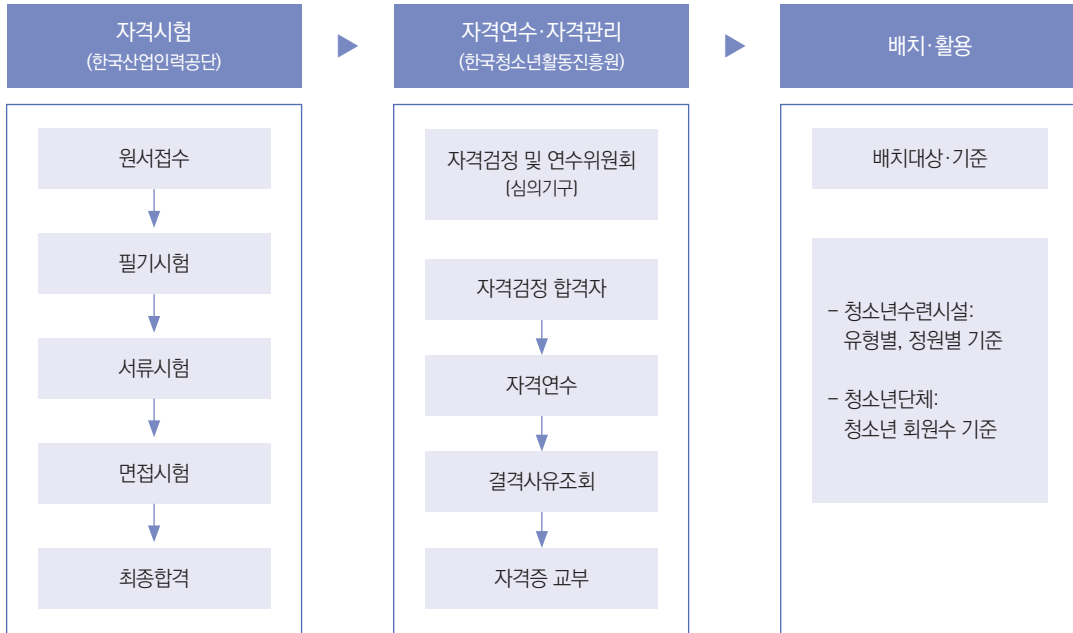 자격시험
(한국산업인력공단)
원서접수
필기시험
서류시험
면접시험
최종합격
자격연수·자격관리
(한국청소년활동진흥원)
자격검정 및 연수위원회
(심의기구)
자격검정 합격자
자격연수
결격사유조회
자격증 교부
배치·활용
배치대상·기준
- 청소년수련시설:
유형별, 정원별 기준
- 청소년단체:
청소년 회원수 기준